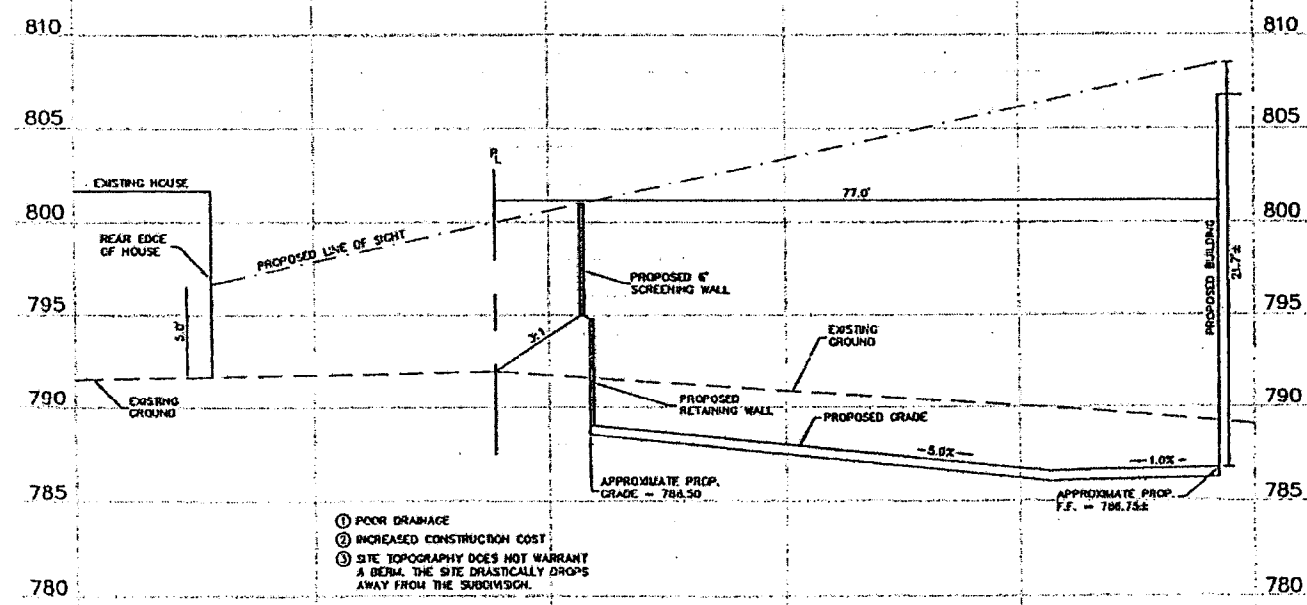 810
810
805
805
800
800
795
795
790
790
785
785
780
780
EXISTING HOUSE
REAR EDGE
OF HOUSE
PROPOSED LINE OF SIGHT
5.0'
EXISTING
GROUND
PL
3:1
PROPOSED 6'
SCREENING WALL
PROPOSED
RETAINING WALL
77.0'
EXISTING
GROUND
PROPOSED GRADE
5.0%
1.0%
PROPOSED BUILDING
21.7'±
APPROXIMATE PROP.
GRADE = 788.50
APPROXIMATE PROP.
F.F. = 786.75±
① POOR DRAINAGE
② INCREASED CONSTRUCTION COST
③ SITE TOPOGRAPHY DOES NOT WARRANT
A BERM. THE SITE DRASTICALLY DROPS
AWAY FROM THE SUBDIVISION.